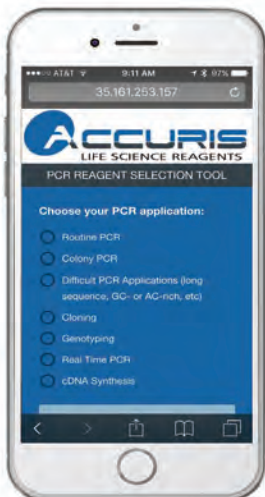 AT&T 9:11 AM 97%
35.161.253.157
ACCURIS
LIFE SCIENCE REAGENTS
PCR REAGENT SELECTION TOOL
Choose your PCR application:
Routine PCR
Colony PCR
Difficult PCR Applications (long
sequence, GC- or AC-rich, etc)
Cloning
Genotyping
Real Time PCR
cDNA Synthesis